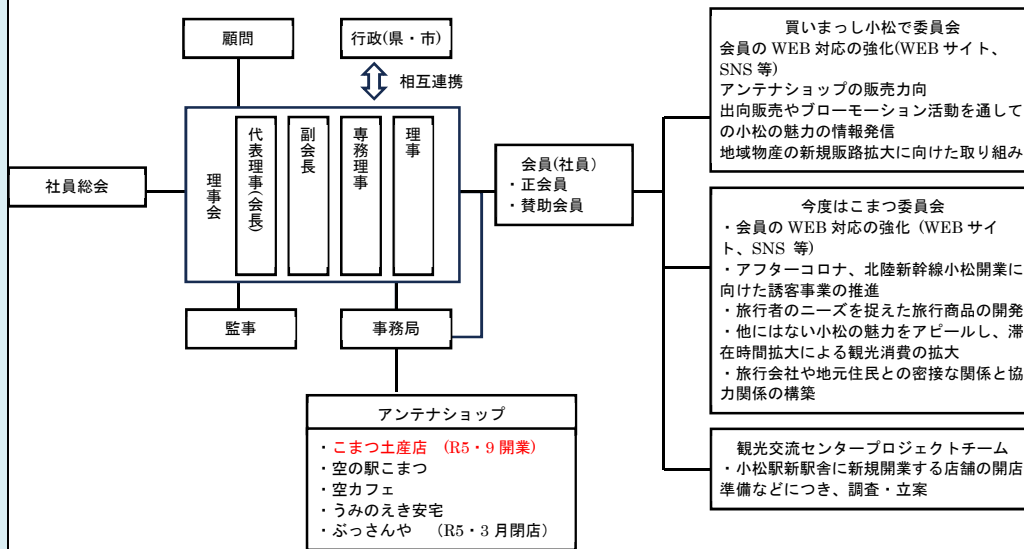 顧問
行政(県・市)
相互連携
社員総会
理事会
代表理事(会長)
副会長
専務理事
理事
監事
事務局
会員(社員)
・正会員
・賛助会員
アンテナショップ
・こまつ土産店 (R5・9 開業)
・空の駅こまつ
・空カフェ
・うみのえき安宅
・ぶっさんや (R5・3 月閉店)
買いまっし小松で委員会
会員の WEB 対応の強化(WEB サイト、
SNS 等)
アンテナショップの販売力向
出向販売やブローモーション活動を通して
の小松の魅力の情報発信
地域物産の新規販路拡大に向けた取り組み
今度はこまつ委員会
・会員の WEB 対応の強化 (WEB サイ
ト、SNS 等)
・アフターコロナ、北陸新幹線小松開業に
向けた誘客事業の推進
・旅行者のニーズを捉えた旅行商品の開発
・他にはない小松の魅力をアピールし、滞
在時間拡大による観光消費の拡大
・旅行会社や地元住民との密接な関係と協
力関係の構築
観光交流センタープロジェクトチーム
・小松駅新駅舎に新規開業する店舗の開店
準備などにつき、調査・立案